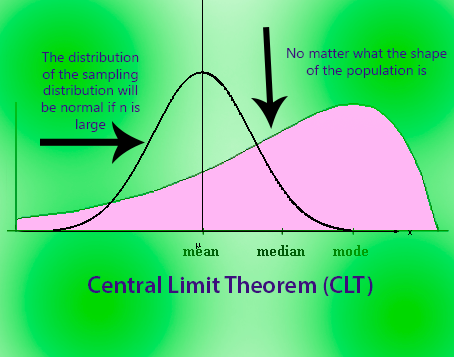 The distribution
of the sampling
distribution will
be normal if n is
large
No matter what the shape
of the population is
μ
x
mean median mode
Central Limit Theorem (CLT)